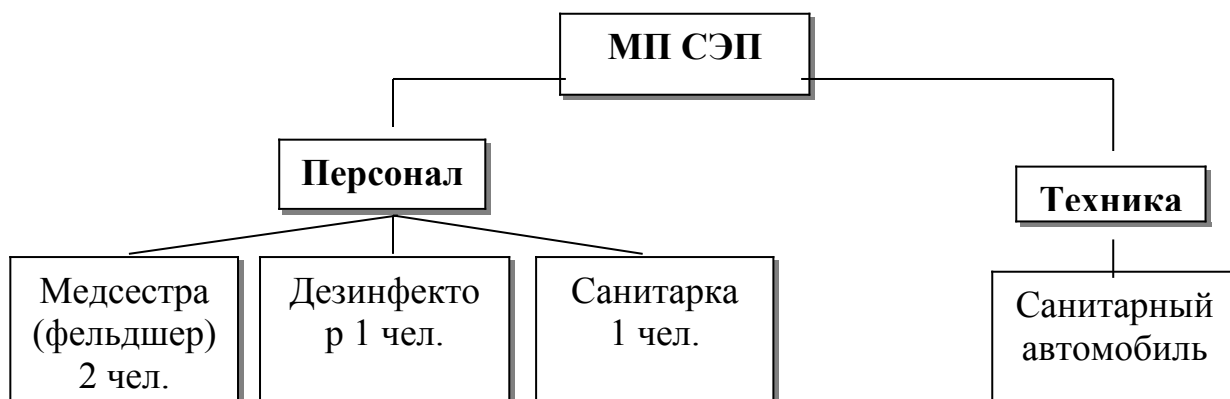 МП СЭП
Персонал
Техника
Медсестра
(фельдшер)
2 чел.
Дезинфекто
р 1 чел.
Санитарка
1 чел.
Санитарный
автомобиль